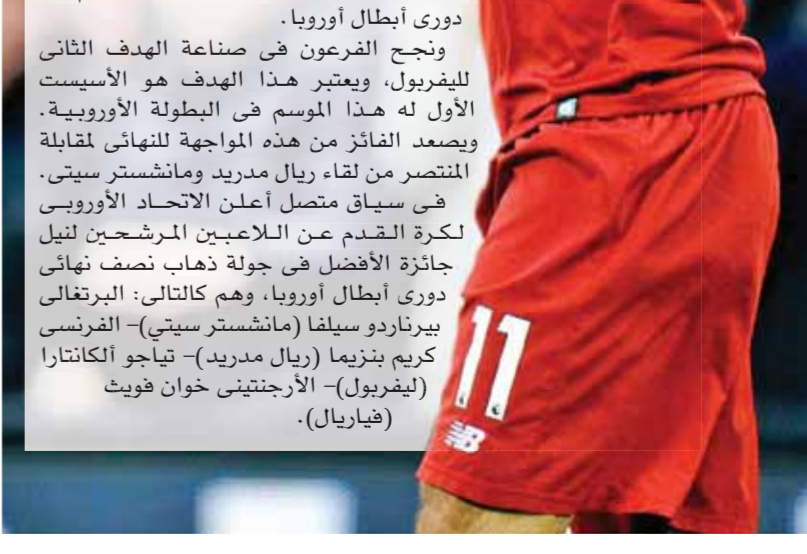 دورى أبطال أوروبا.
ونجح الفرعون فى صناعة الهدف الثانى
لليفربول، ويعتبر هذا الهدف هو الأسيست
الأول له هذا الموسم فى البطولة الأوروبية.
ويصعد الفائز من هذه المواجهة للنهائى لمقابلة
المنتصر من لقاء ريال مدريد ومانشستر سيتى.
فى سياق متصل أعلن الاتحاد الأوروبى
لكرة القدم عن اللاعبين المرشحين لنيل
جائزة الأفضل فى جولة ذهاب نصف نهائى
دورى أبطال أوروبا، وهم كالتالى: البرتغالى
بيرناردو سيلفا (مانشستر سيتي)- الفرنسى
كريم بنزيما (ريال مدريد)- تياجو ألكانتارا
(ليفربول)- الأرجنتينى خوان فويث
(فياريال).
11
NB